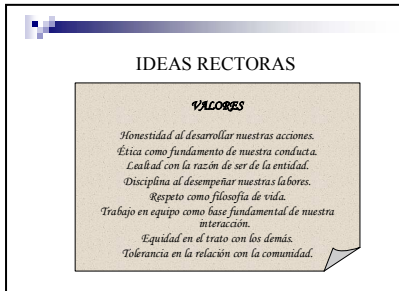 IDEAS RECTORAS
VALORES
Honestidad al desarrollar nuestras acciones.
Ética como fundamento de nuestra conducta.
Lealtad con la razón de ser de la entidad.
Disciplina al desempeñar nuestras labores.
Respeto como filosofía de vida.
Trabajo en equipo como base fundamental de nuestra
interacción.
Equidad en el trato con los demás.
Tolerancia en la relación con la comunidad.